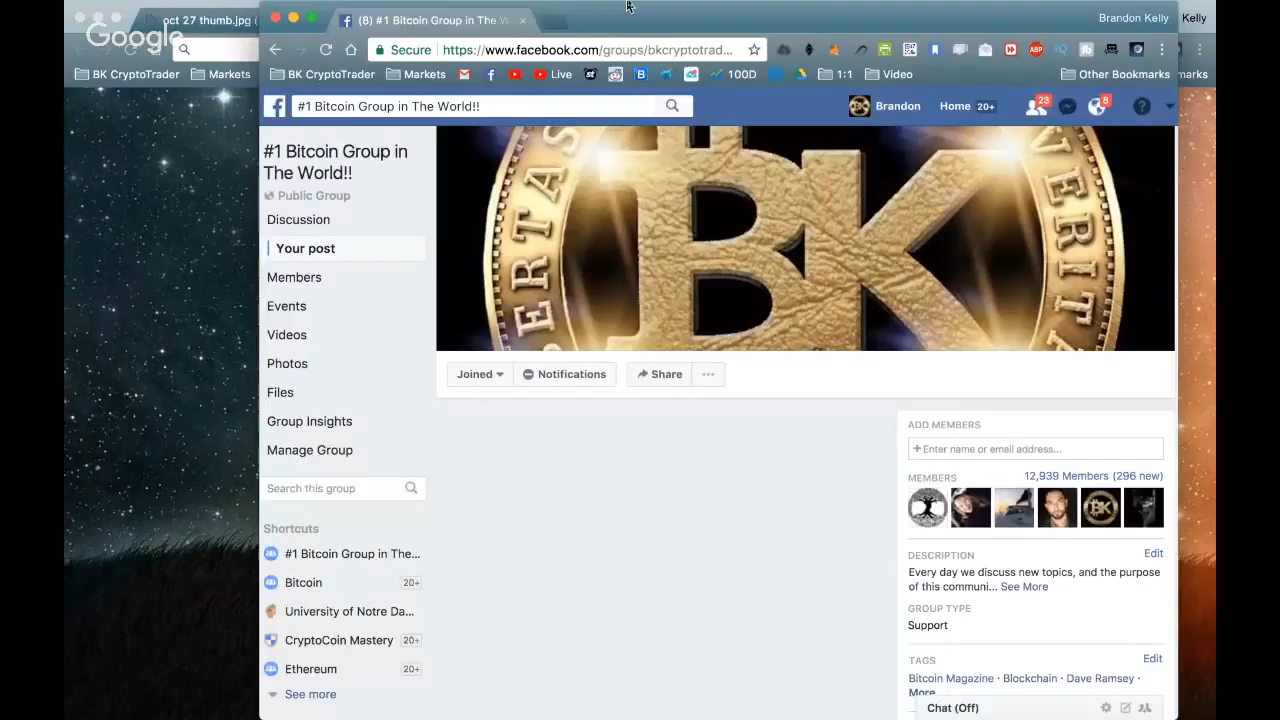 Google
oct 27 thumb.jpg (
(8) #1 Bitcoin Group in The W
Brandon Kelly
Kelly
Secure
https://www.facebook.com/groups/bkcryptotrad...
BK CryptoTrader
Markets
BK CryptoTrader
Markets
Live
100D
1:1
Video
Other Bookmarks
marks
#1 Bitcoin Group in The World!!
Brandon
Home 20+
23
8
#1 Bitcoin Group in
The World!!
Public Group
Discussion
Your post
Members
Events
Videos
Photos
Files
Group Insights
Manage Group
Search this group
Shortcuts
#1 Bitcoin Group in The...
Bitcoin 20+
University of Notre Da...
CryptoCoin Mastery 20+
Ethereum 20+
See more
BK
VERITA
Joined
Notifications
Share
ADD MEMBERS
+ Enter name or email address...
MEMBERS
12,939 Members (296 new)
DESCRIPTION
Edit
Every day we discuss new topics, and the purpose
of this communi... See More
GROUP TYPE
Support
TAGS
Edit
Bitcoin Magazine · Blockchain · Dave Ramsey ·
More
Chat (Off)